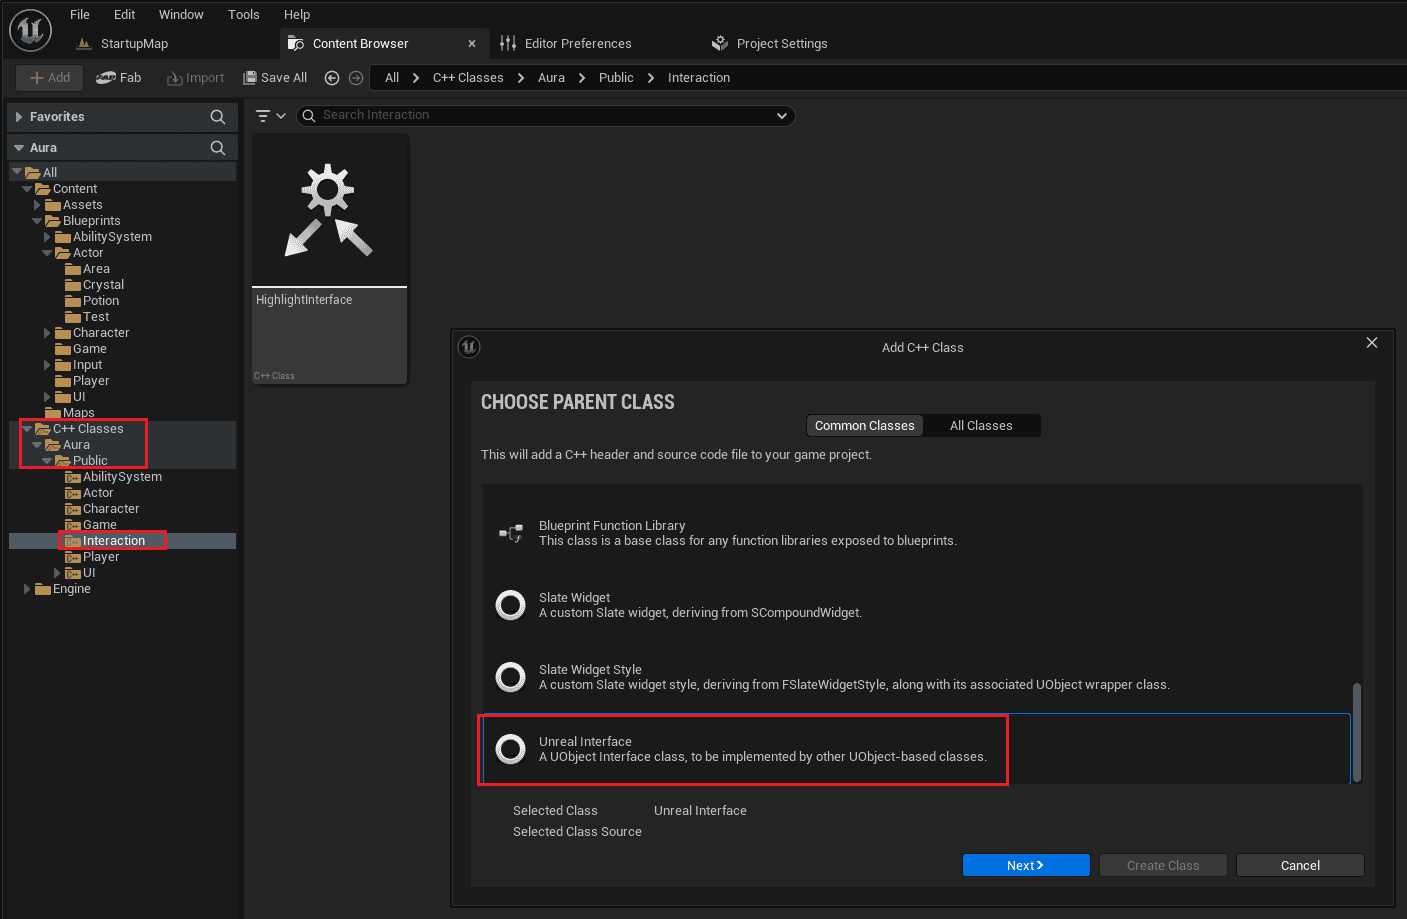 File Edit Window Tools Help
StartupMap Content Browser Editor Preferences Project Settings
Add Fab Import Save All All C++ Classes Aura Public Interaction
Favorites
Search Interaction
Aura
All
Content
Assets
Blueprints
AbilitySystem
Actor
Area
Crystal
Potion
Test
Character
Game
Input
Player
UI
Maps
C++ Classes
Aura
Public
AbilitySystem
Actor
Character
Game
Interaction
Player
UI
Engine
HighlightInterface
C++ Class
Add C++ Class
CHOOSE PARENT CLASS
Common Classes All Classes
This will add a C++ header and source code file to your game project.
Blueprint Function Library
This class is a base class for any function libraries exposed to blueprints.
Slate Widget
A custom Slate widget, deriving from SCompoundWidget.
Slate Widget Style
A custom Slate widget style, deriving from FSlateWidgetStyle, along with its associated UObject wrapper class.
Unreal Interface
A UObject Interface class, to be implemented by other UObject-based classes.
Selected Class Unreal Interface
Selected Class Source
Next Create Class Cancel